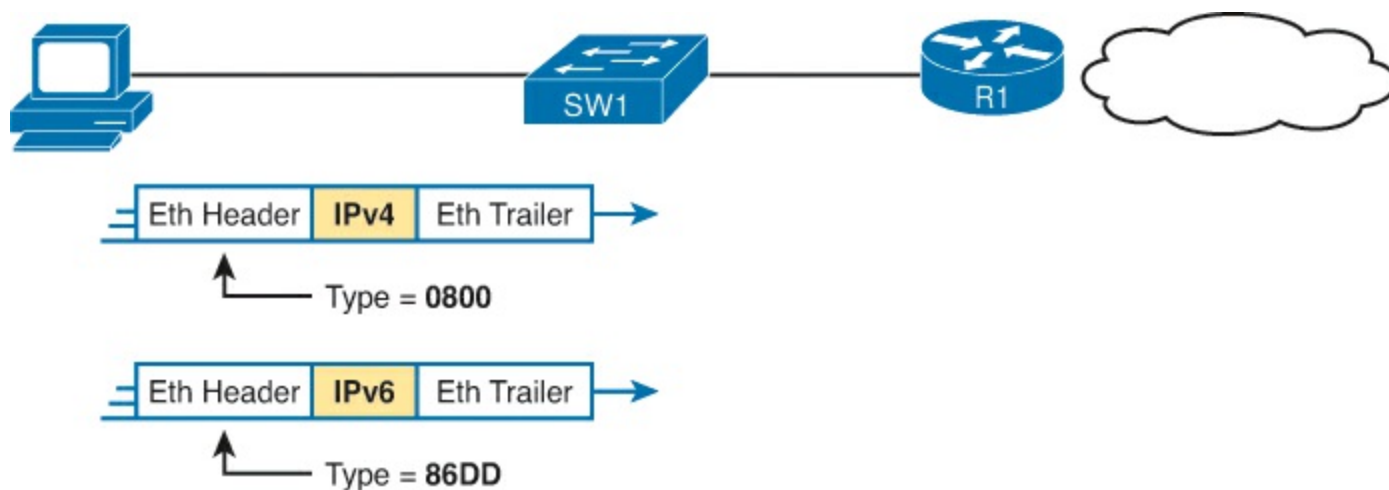 SW1
R1
Eth Header IPv4 Eth Trailer
Type = 0800
Eth Header IPv6 Eth Trailer
Type = 86DD